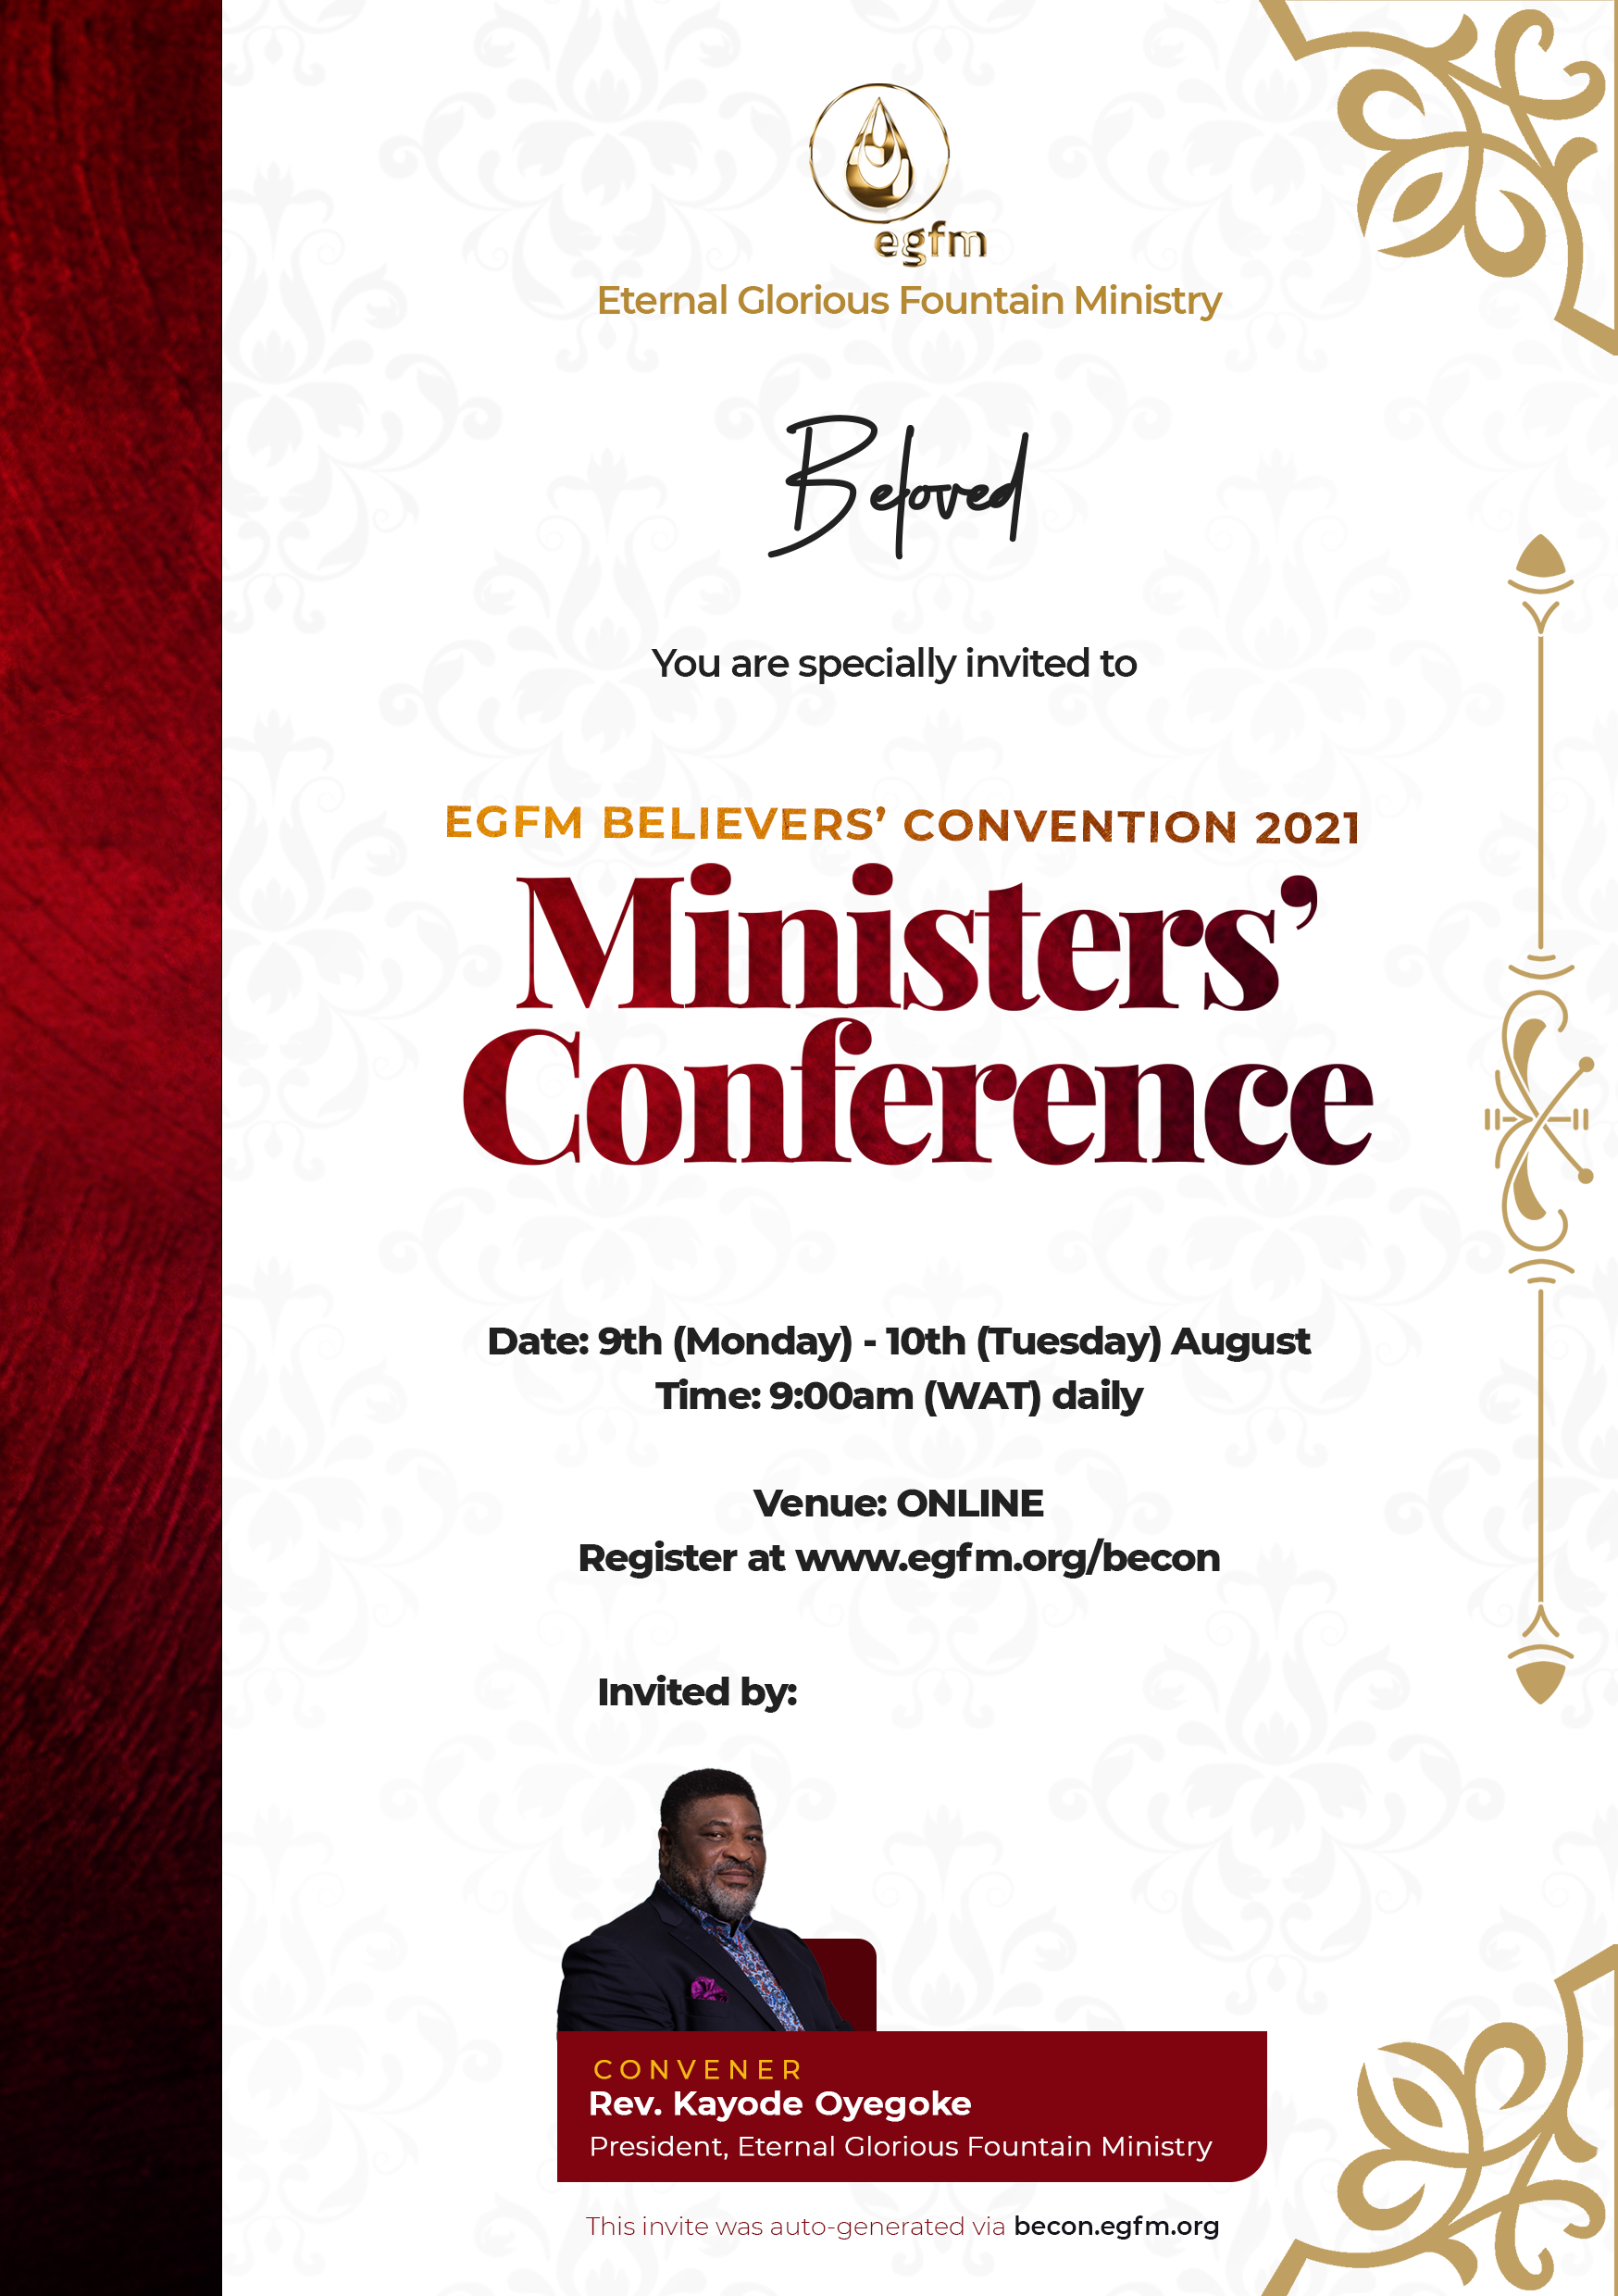 egfm
Eternal Glorious Fountain Ministry
Beloved
You are specially invited to
EGFM BELIEVERS’ CONVENTION 2021
Ministers’
Conference
Date: 9th (Monday) - 10th (Tuesday) August
Time: 9:00am (WAT) daily
Venue: ONLINE
Register at www.egfm.org/becon
Invited by:
CONVENER
Rev. Kayode Oyegoke
President, Eternal Glorious Fountain Ministry
This invite was auto-generated via becon.egfm.org